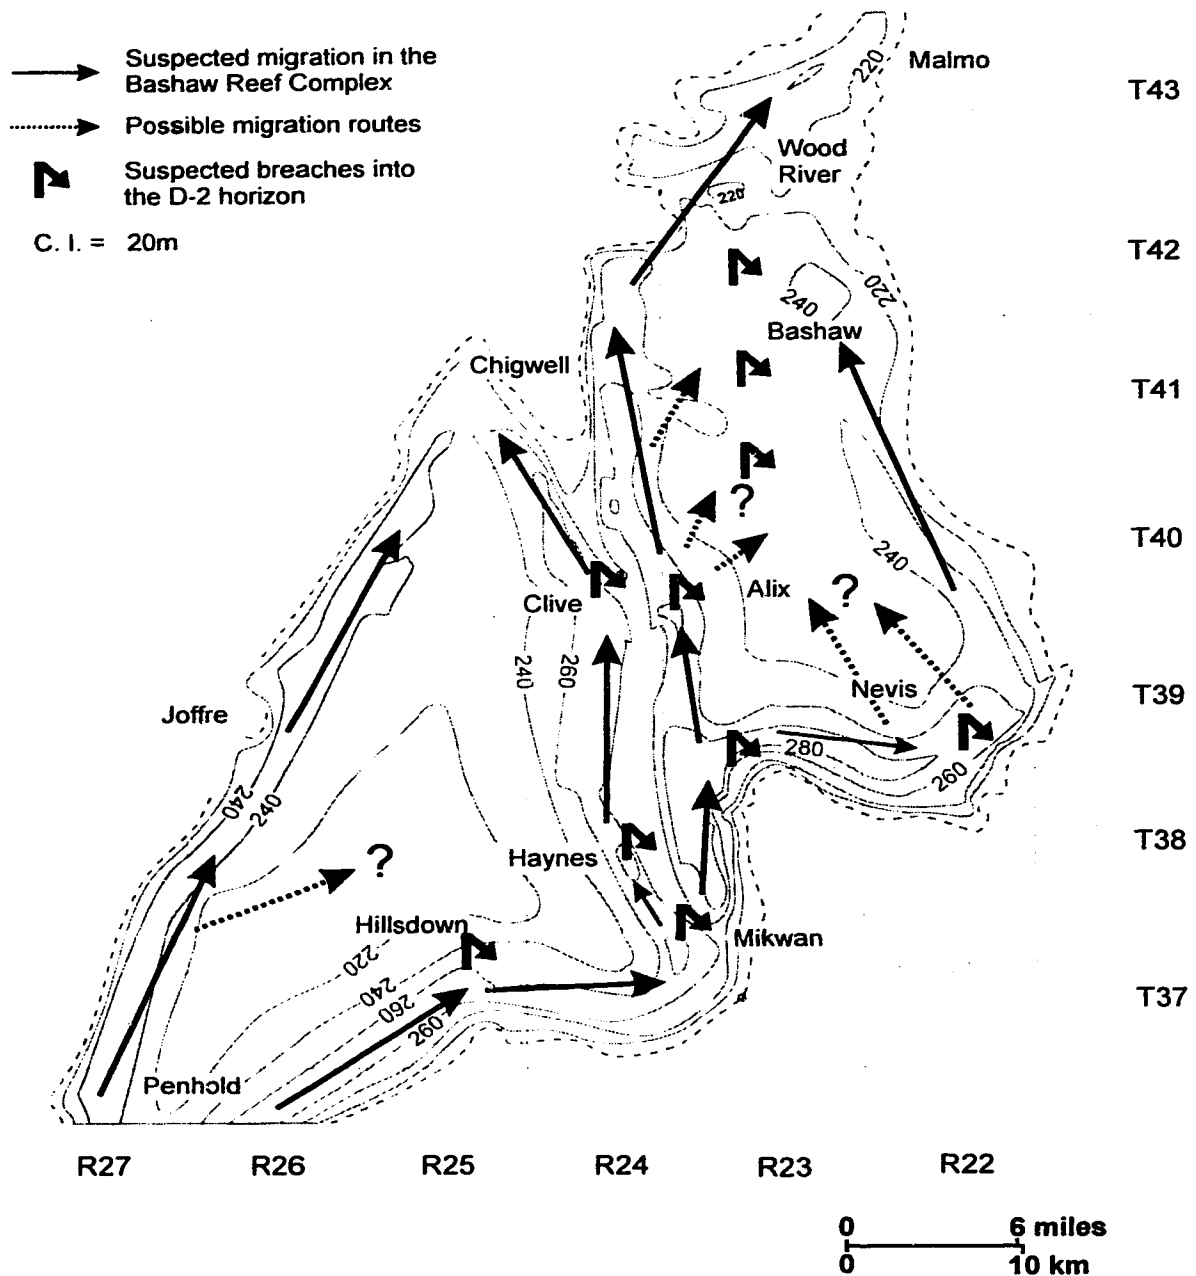 Suspected migration in the
Bashaw Reef Complex
Possible migration routes
Suspected breaches into
the D-2 horizon
C. I. = 20m
Malmo
220
T43
Wood
River
220
T42
220
240
Bashaw
Chigwell
T41
?
T40
240
Clive
Alix
?
240
260
Nevis
T39
Joffre
280
260
240
240
T38
Haynes
?
Hillsdown
Mikwan
220
240
260
260
T37
Penhold
R27 R26 R25 R24 R23 R22
0 6 miles
0 10 km